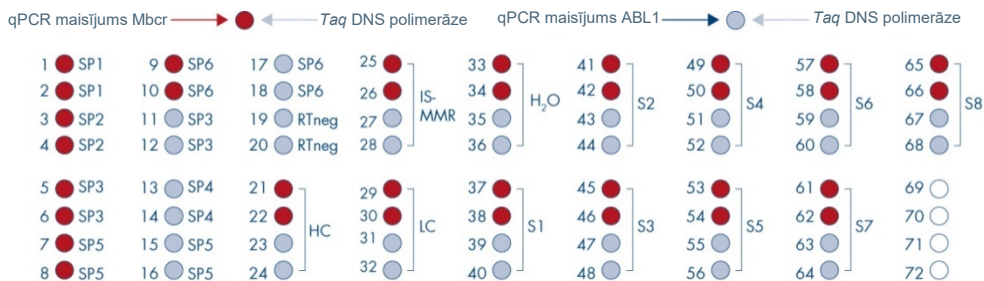 qPCR maisījums Mbcr Taq DNS polimerāze qPCR maisījums ABL1 Taq DNS polimerāze
1 SP1 9 SP6 17 SP6 25 33 41 49 57 65
2 SP1 10 SP6 18 SP6 26 IS-MMR 34 H2O 42 S2 50 S4 58 S6 66 S8
3 SP2 11 SP3 19 RTneg 27 35 43 51 59 67
4 SP2 12 SP3 20 RTneg 28 36 44 52 60 68
5 SP3 13 SP4 21 29 37 45 53 61 69
6 SP3 14 SP4 22 HC 30 LC 38 S1 46 S3 54 S5 62 S7 70
7 SP5 15 SP5 23 31 39 47 55 63 71
8 SP5 16 SP5 24 32 40 48 56 64 72